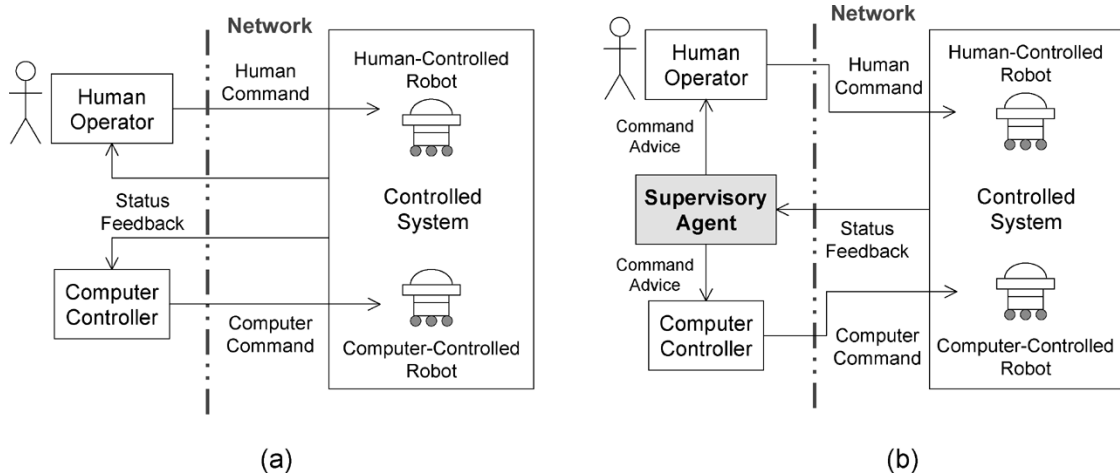 Network
Human-Controlled
Robot
Human
Command
Human
Operator
Status
Feedback
Controlled
System
Computer
Controller
Computer
Command
Computer-Controlled
Robot
(a)
Network
Human-Controlled
Robot
Human
Operator
Human
Command
Command
Advice
Supervisory
Agent
Controlled
System
Status
Feedback
Command
Advice
Computer
Controller
Computer
Command
Computer-Controlled
Robot
(b)